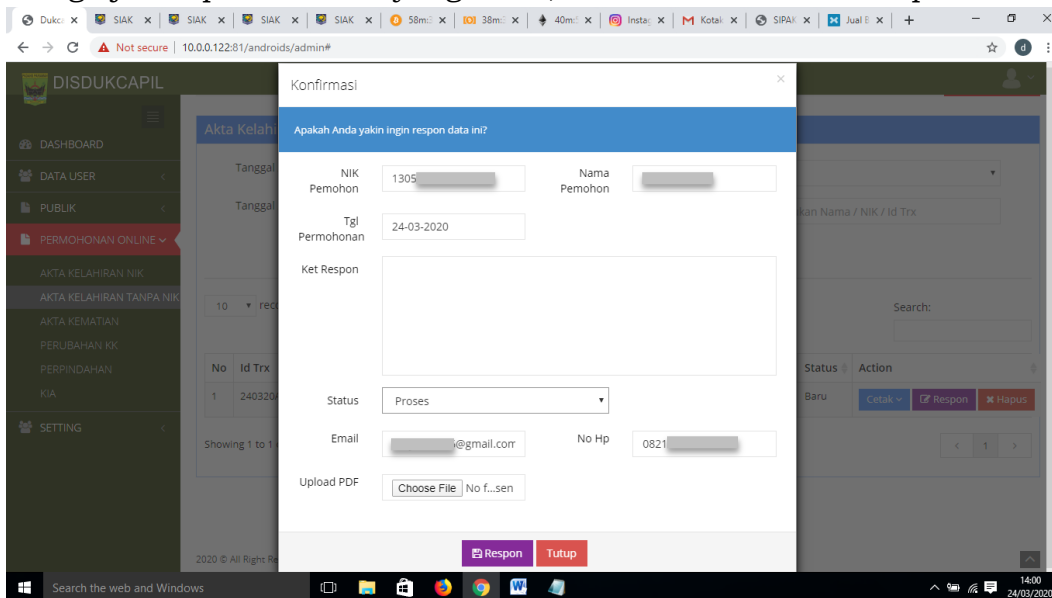 Dukc
SIAK
SIAK
SIAK
SIAK
58m:
38m:
40m:
Instag
Kotak
SIPAK
Jual B
Not secure | 10.0.0.122:81/androids/admin#
d
DISDUKCAPIL
Konfirmasi
Akta Kelahi
Apakah Anda yakin ingin respon data ini?
DASHBOARD
DATA USER
PUBLIK
PERMOHONAN ONLINE
AKTA KELAHIRAN NIK
AKTA KELAHIRAN TANPA NIK
AKTA KEMATIAN
PERUBAHAN KK
PERPINDAHAN
KIA
SETTING
Tanggal
Tanggal
NIK Pemohon 1305
Nama Pemohon
kan Nama / NIK / Id Trx
Tgl Permohonan 24-03-2020
Ket Respon
10 rec
Search:
No Id Trx Status Action
1 240320 Baru Cetak Respon Hapus
Showing 1 to 1
1
Status Proses
Email @gmail.com
No Hp 0821
Upload PDF Choose File No f...sen
Respon Tutup
2020 © All Right Re
Search the web and Windows
14:00
24/03/2020